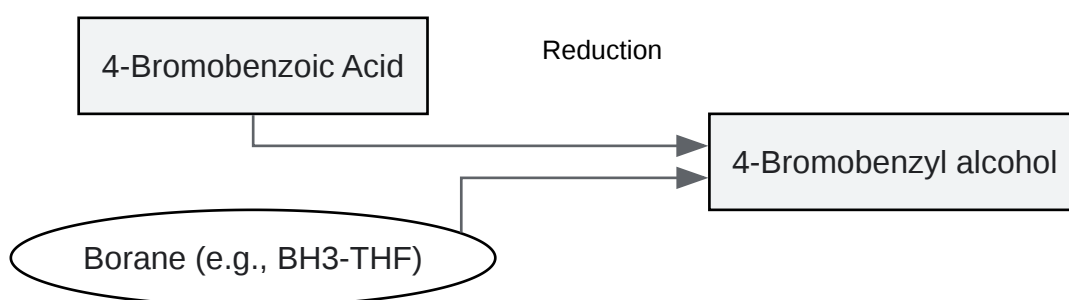 4-Bromobenzoic Acid
Reduction
4-Bromobenzyl alcohol
Borane (e.g., BH3-THF)